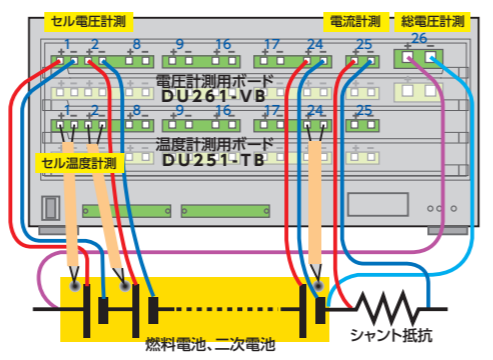 セル電圧計測
電流計測
総電圧計測
1 2 8 9 16 17 24 25 26
+ - + - + - + - + - + - + - + - + -
電圧計測用ボード
DU261-VB
1 2 8 9 16 17 24 25
+ - + - + - + - + - + - + - + -
温度計測用ボード
DU251-TB
セル温度計測
シャント抵抗
燃料電池、二次電池